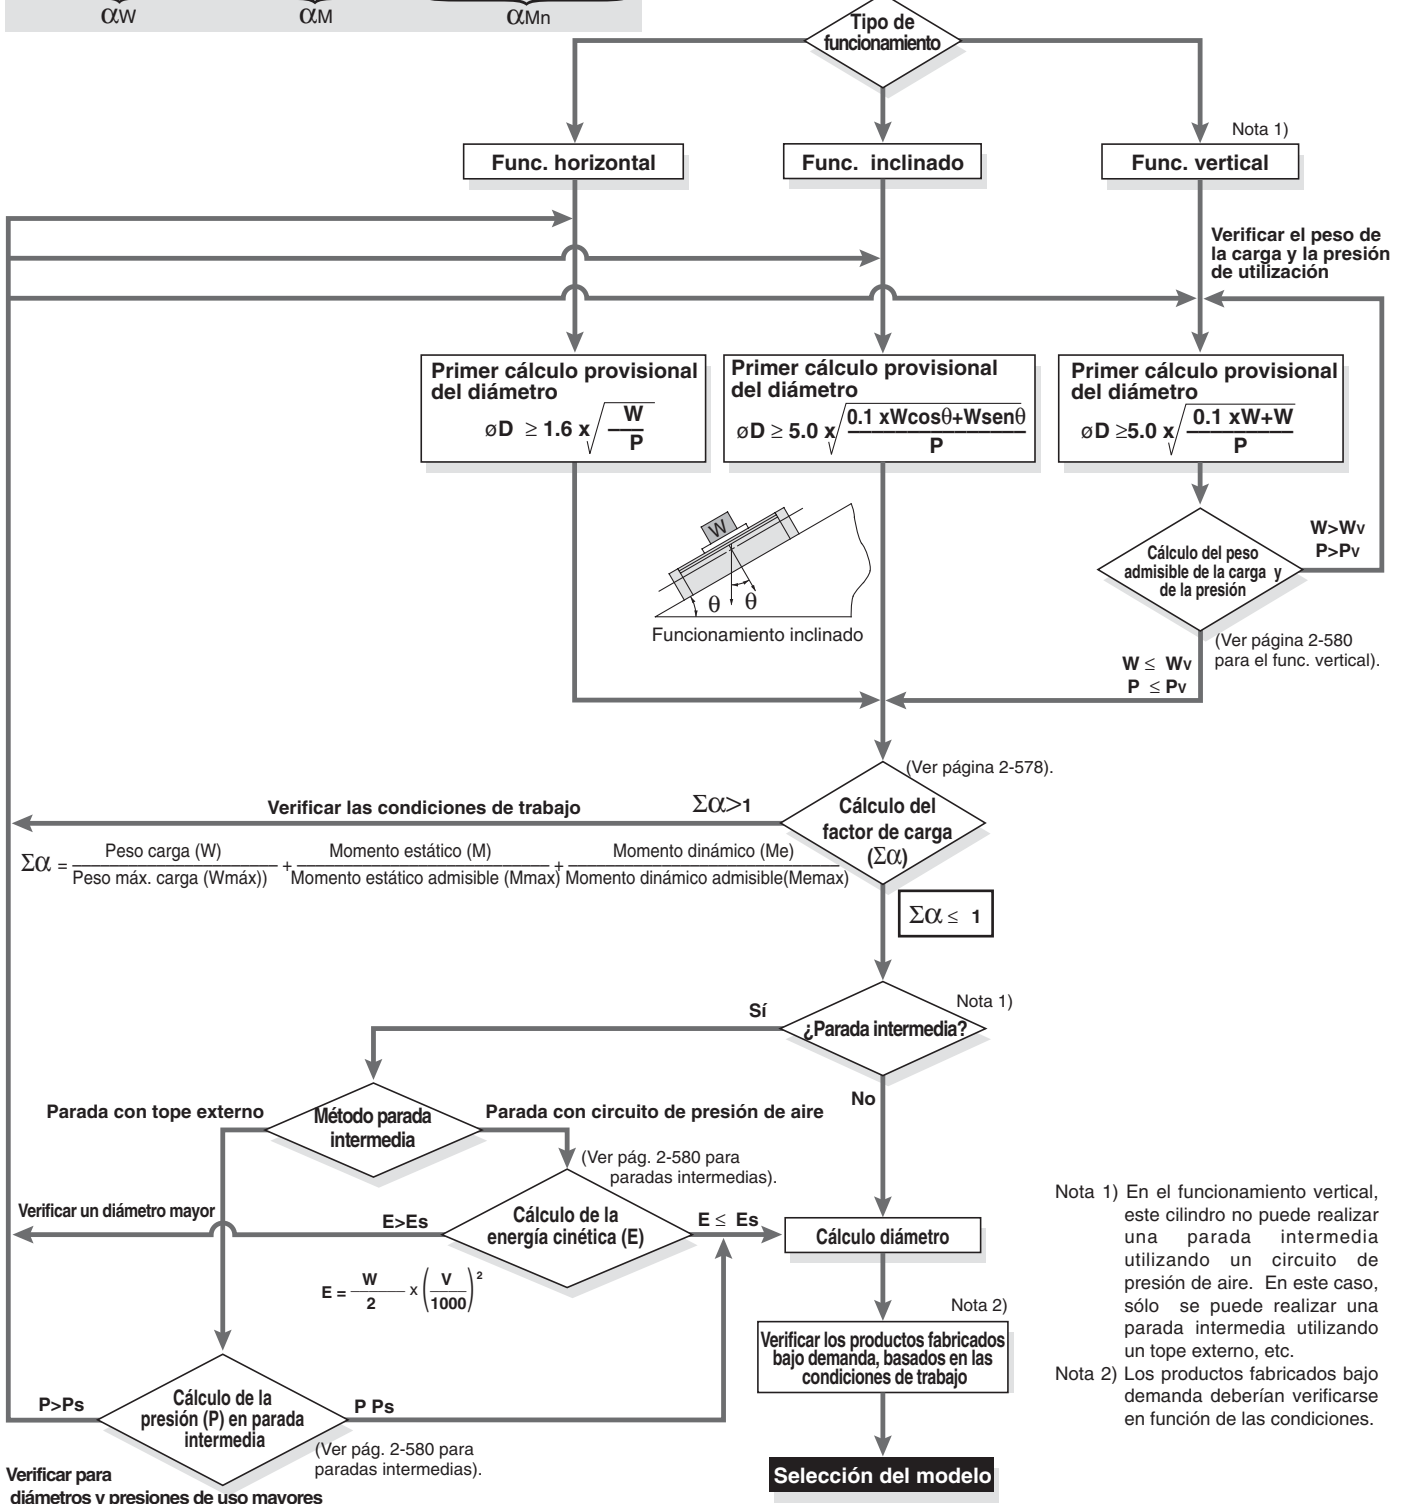 αW αM αMn
Tipo de
funcionamiento
Nota 1)
Func. horizontal Func. inclinado Func. vertical
Verificar el peso de
la carga y la presión
de utilización
Primer cálculo provisional
del diámetro
øD ≥ 1.6 x √ W
P
Primer cálculo provisional
del diámetro
øD ≥ 5.0 x √ 0.1 xWcosθ+Wsenθ
P
Primer cálculo provisional
del diámetro
øD ≥5.0 x √ 0.1 xW+W
P
W
θ θ
Funcionamiento inclinado
W>Wv
P>Pv
Cálculo del peso
admisible de la carga y
de la presión
(Ver página 2-580
para el func. vertical).
W ≤ Wv
P ≤ Pv
(Ver página 2-578).
Verificar las condiciones de trabajo Σα>1
Cálculo del
factor de carga
(Σα)
Σα = Peso carga (W) + Momento estático (M) + Momento dinámico (Me)
Peso máx. carga (Wmáx)) Momento estático admisible (Mmax) Momento dinámico admisible(Memax)
Σα ≤ 1
Nota 1)
Sí
¿Parada intermedia?
No
Parada con tope externo
Método parada
intermedia
Parada con circuito de presión de aire
(Ver pág. 2-580 para
paradas intermedias).
Verificar un diámetro mayor
E>Es
Cálculo de la
energía cinética (E)
E ≤ Es
Cálculo diámetro
E = W x ( V )²
2 1000
Nota 2)
Verificar los productos fabricados
bajo demanda, basados en las
condiciones de trabajo
P>Ps
Cálculo de la
presión (P) en parada
intermedia
P Ps
(Ver pág. 2-580 para
paradas intermedias).
Verificar para
diámetros y presiones de uso mayores
Selección del modelo
Nota 1) En el funcionamiento vertical,
este cilindro no puede realizar
una parada intermedia
utilizando un circuito de
presión de aire. En este caso,
sólo se puede realizar una
parada intermedia utilizando
un tope externo, etc.
Nota 2) Los productos fabricados bajo
demanda deberían verificarse
en función de las condiciones.